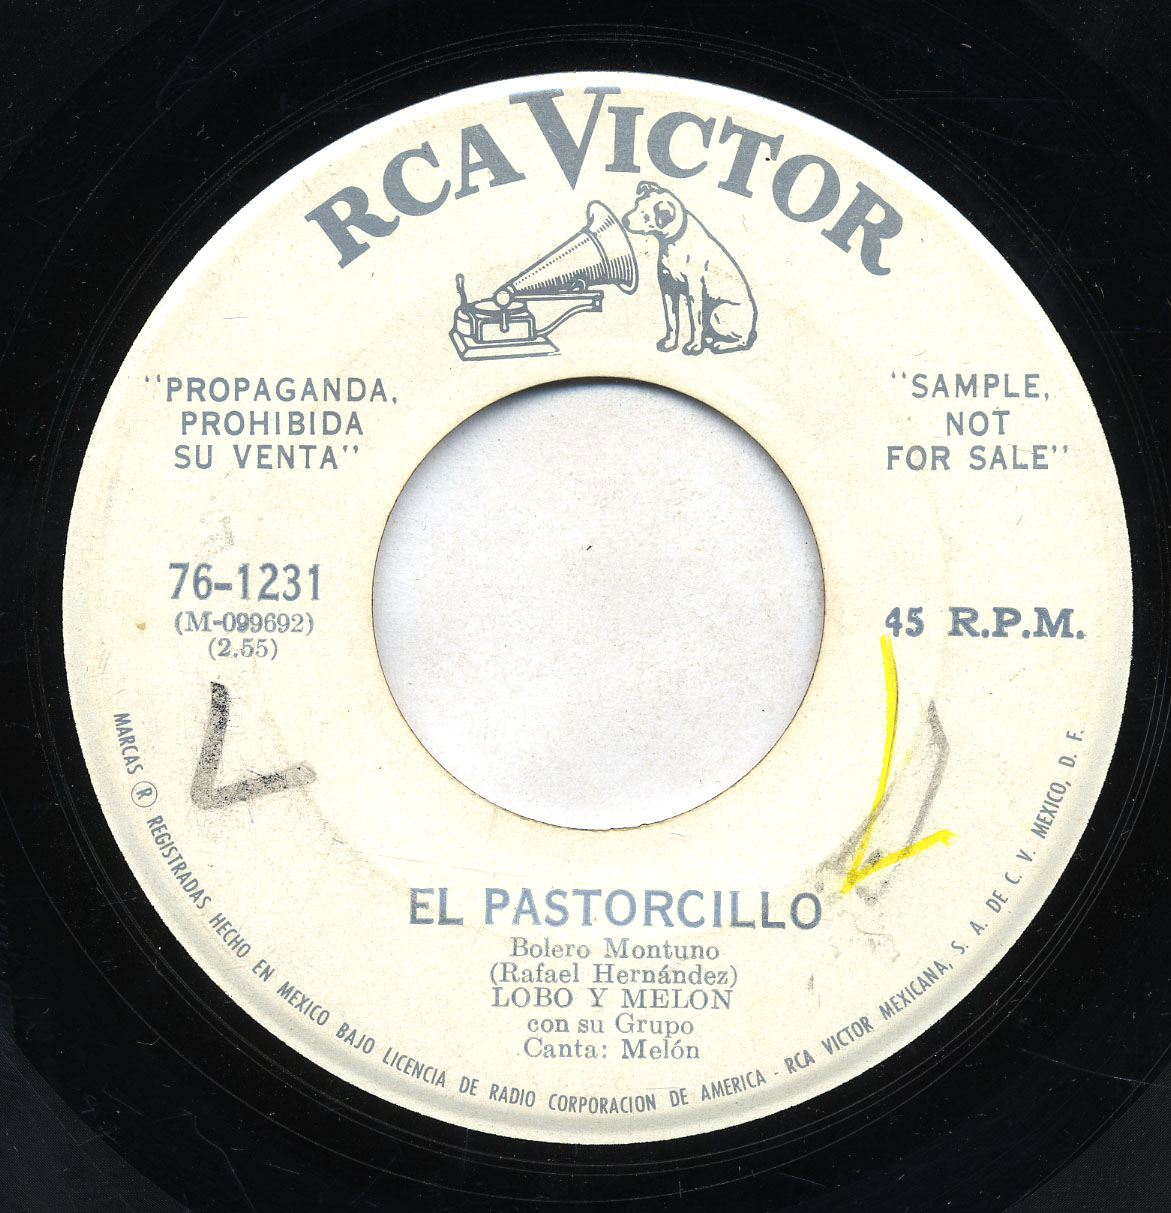 RCA VICTOR
"PROPAGANDA,
PROHIBIDA
SU VENTA"
"SAMPLE,
NOT
FOR SALE"
76-1231
(M-099692)
(2.55)
45 R.P.M.
EL PASTORCILLO
Bolero Montuno
(Rafael Hernández)
LOBO Y MELON
con su Grupo
Canta: Melón
MARCAS ® REGISTRADAS HECHO EN MEXICO BAJO LICENCIA DE RADIO CORPORACION DE AMERICA - RCA VICTOR MEXICANA, S. A. DE C. V. MEXICO, D. F.